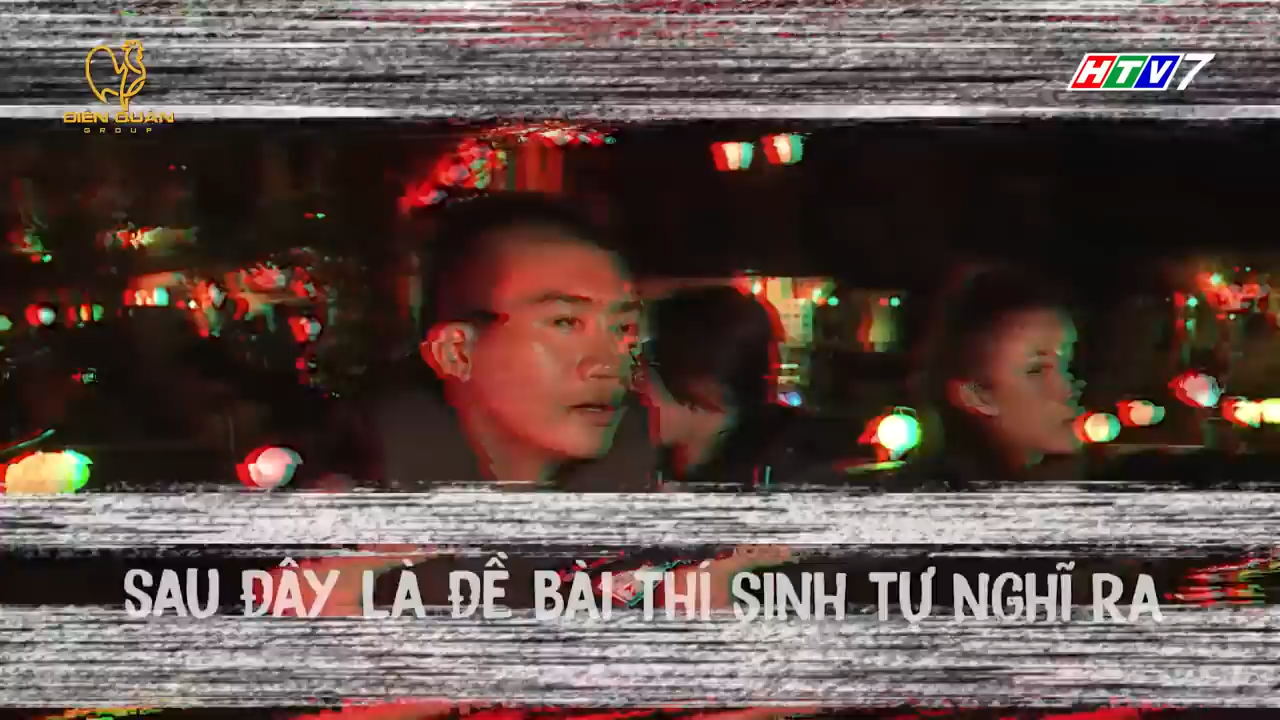 ĐIỀN QUÂN
GROUP
HTV7
SAU ĐÂY LÀ ĐỀ BÀI THÍ SINH TỰ NGHĨ RA